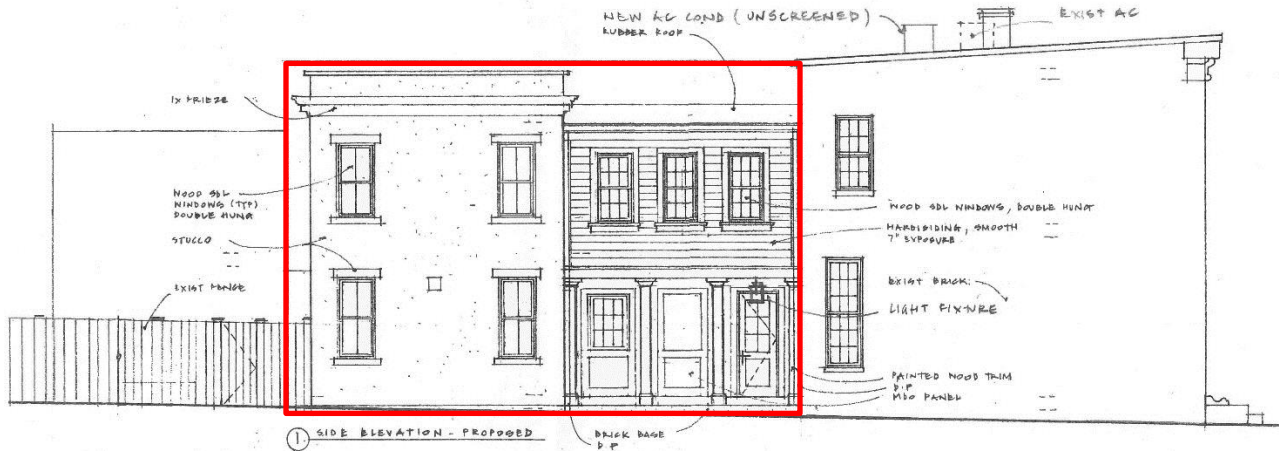 NEW AC COND (UNSCREENED)
RUBBER ROOF
EXIST AC
1X FRIEZE
WOOD SDL
WINDOWS (TYP)
DOUBLE HUNG
STUCCO
EXIST FENCE
WOOD SDL WINDOWS, DOUBLE HUNG
HARDISIDING, SMOOTH
7" EXPOSURE
EXIST BRICK
LIGHT FIXTURE
PAINTED WOOD TRIM
D.P
MDO PANEL
1 SIDE ELEVATION - PROPOSED
BRICK BASE
D.P